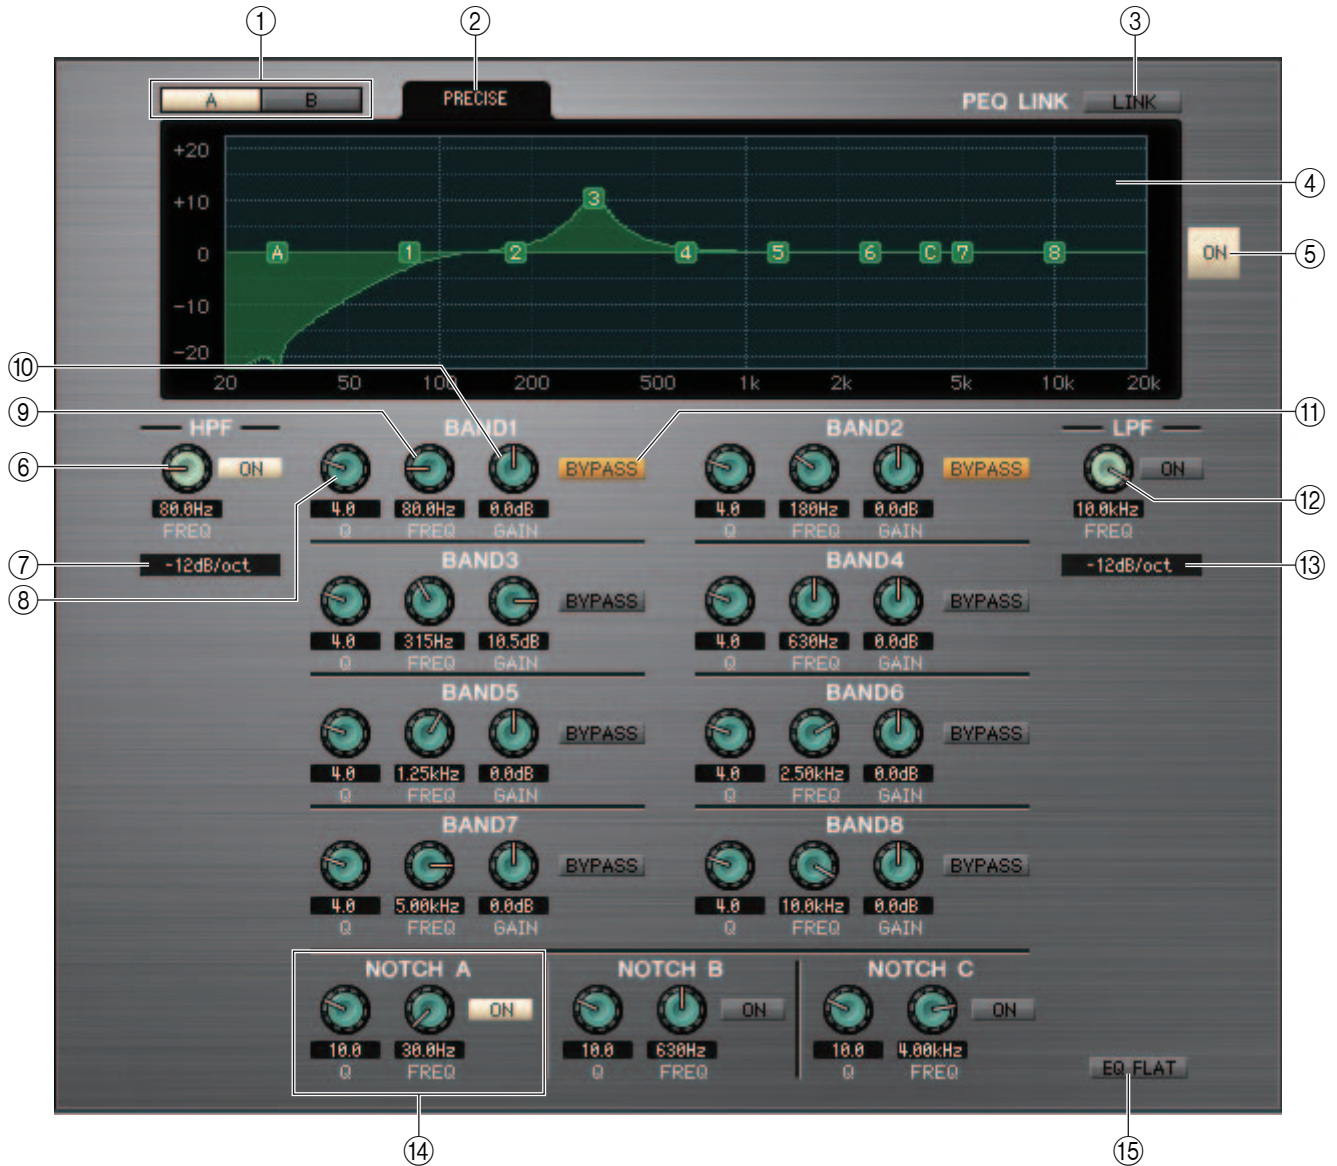 ① ② ③
A B PRECISE PEQ LINK LINK
+20
+10
0
-10
-20
A 1 2 3 4 5 6 C 7 8
④
ON ⑤
20 50 100 200 500 1k 2k 5k 10k 20k
⑩
⑨ ⑪
HPF BAND1 BAND2 LPF
⑥ ON BYPASS BYPASS ON
⑫
80.0Hz 4.0 80.0Hz 0.0dB 4.0 180Hz 0.0dB 10.0kHz
FREQ Q FREQ GAIN Q FREQ GAIN FREQ
⑦ -12dB/oct BAND3 BAND4 -12dB/oct ⑬
⑧
BYPASS BYPASS
4.0 315Hz 10.5dB 4.0 630Hz 0.0dB
Q FREQ GAIN Q FREQ GAIN
BAND5 BAND6
BYPASS BYPASS
4.0 1.25kHz 0.0dB 4.0 2.50kHz 0.0dB
Q FREQ GAIN Q FREQ GAIN
BAND7 BAND8
BYPASS BYPASS
4.0 5.00kHz 0.0dB 4.0 10.0kHz 0.0dB
Q FREQ GAIN Q FREQ GAIN
NOTCH A NOTCH B NOTCH C
ON ON ON
10.0 30.0Hz 10.0 630Hz 10.0 4.00kHz
Q FREQ Q FREQ Q FREQ
EQ FLAT
⑭ ⑮